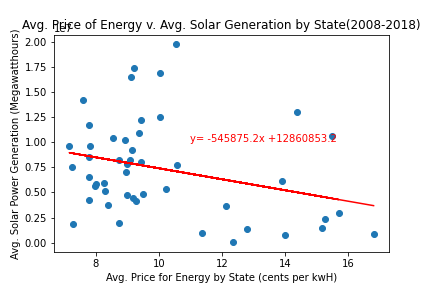 Avg. Price of Energy v. Avg. Solar Generation by State(2008-2018)
1e7
2.00
1.75
1.50
1.25
1.00
0.75
0.50
0.25
0.00
Avg. Solar Power Generation (Megawatthours)
y= -545875.2x +12860853.2
8
10
12
14
16
Avg. Price for Energy by State (cents per kwH)